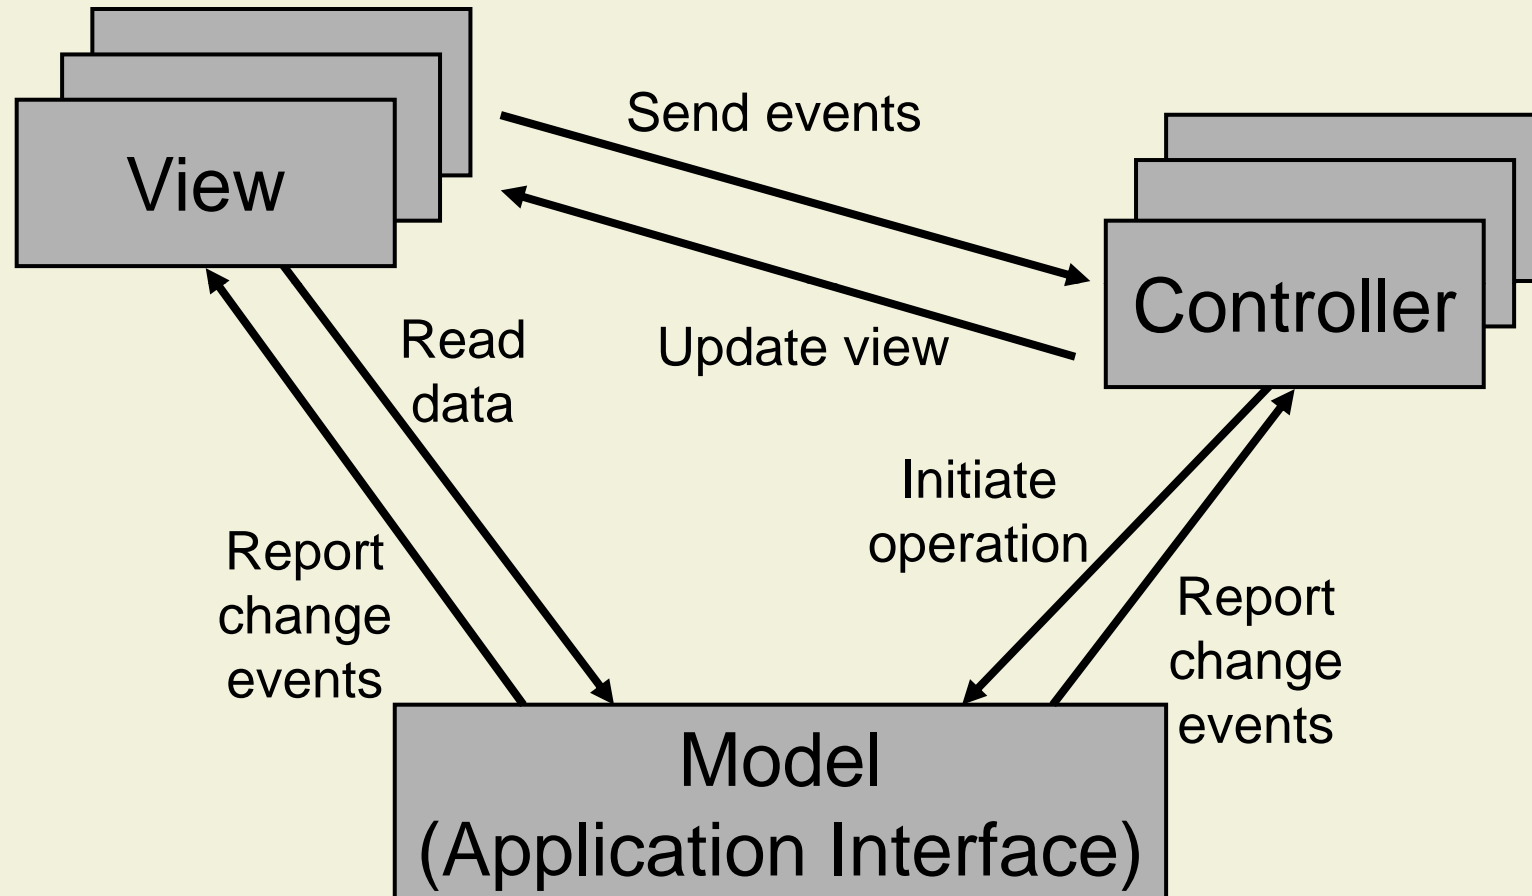 Send events
View
Controller
Read
data
Update view
Initiate
operation
Report
change
events
Report
change
events
Model
(Application Interface)